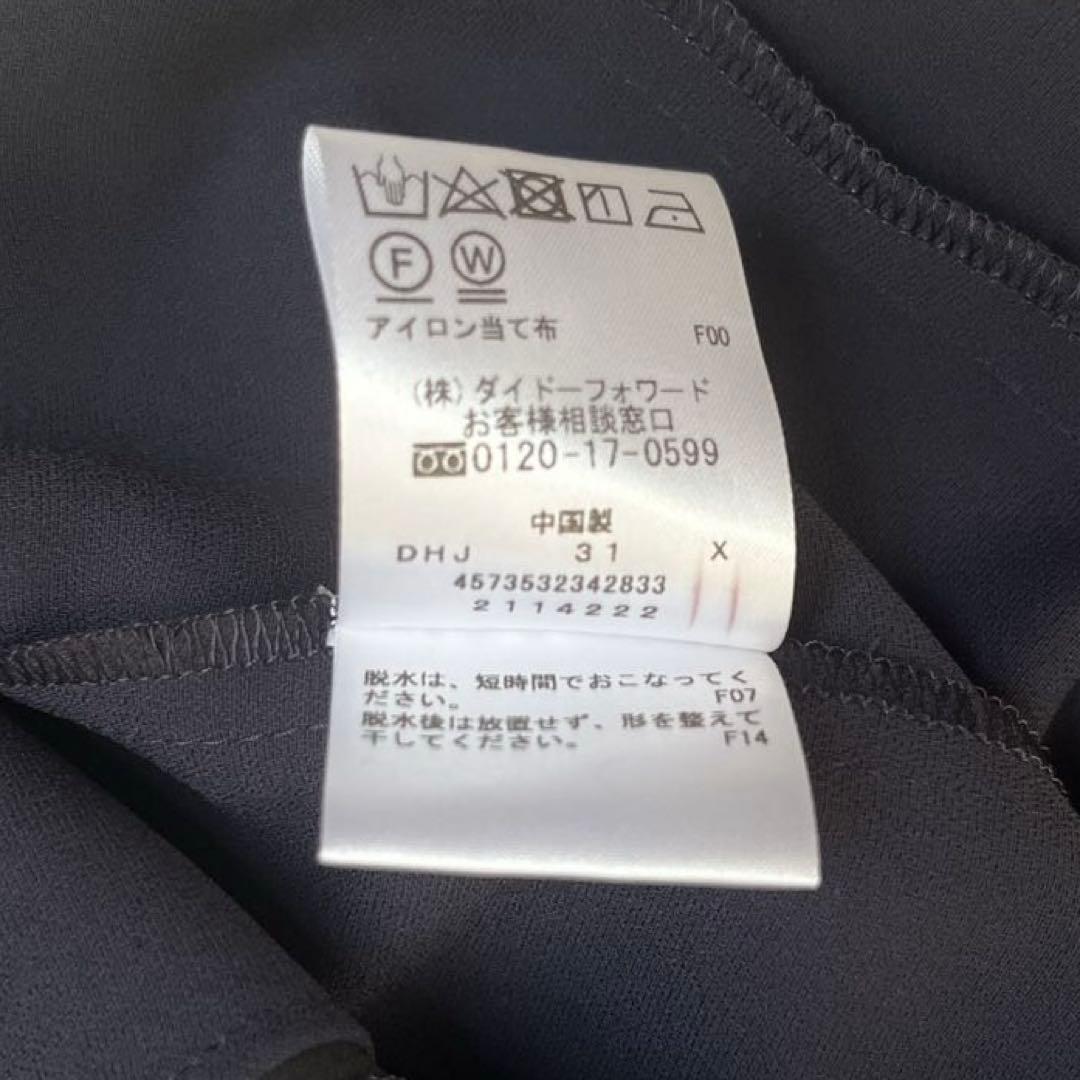 F W
アイロン当て布 F00
(株)ダイドーフォワード
お客様相談窓口
0120-17-0599
中国製
DHJ 31 X
4573532342833
2114222
脱水は、短時間でおこなってく
ださい。 F07
脱水後は放置せず、形を整えて
干してください。 F14